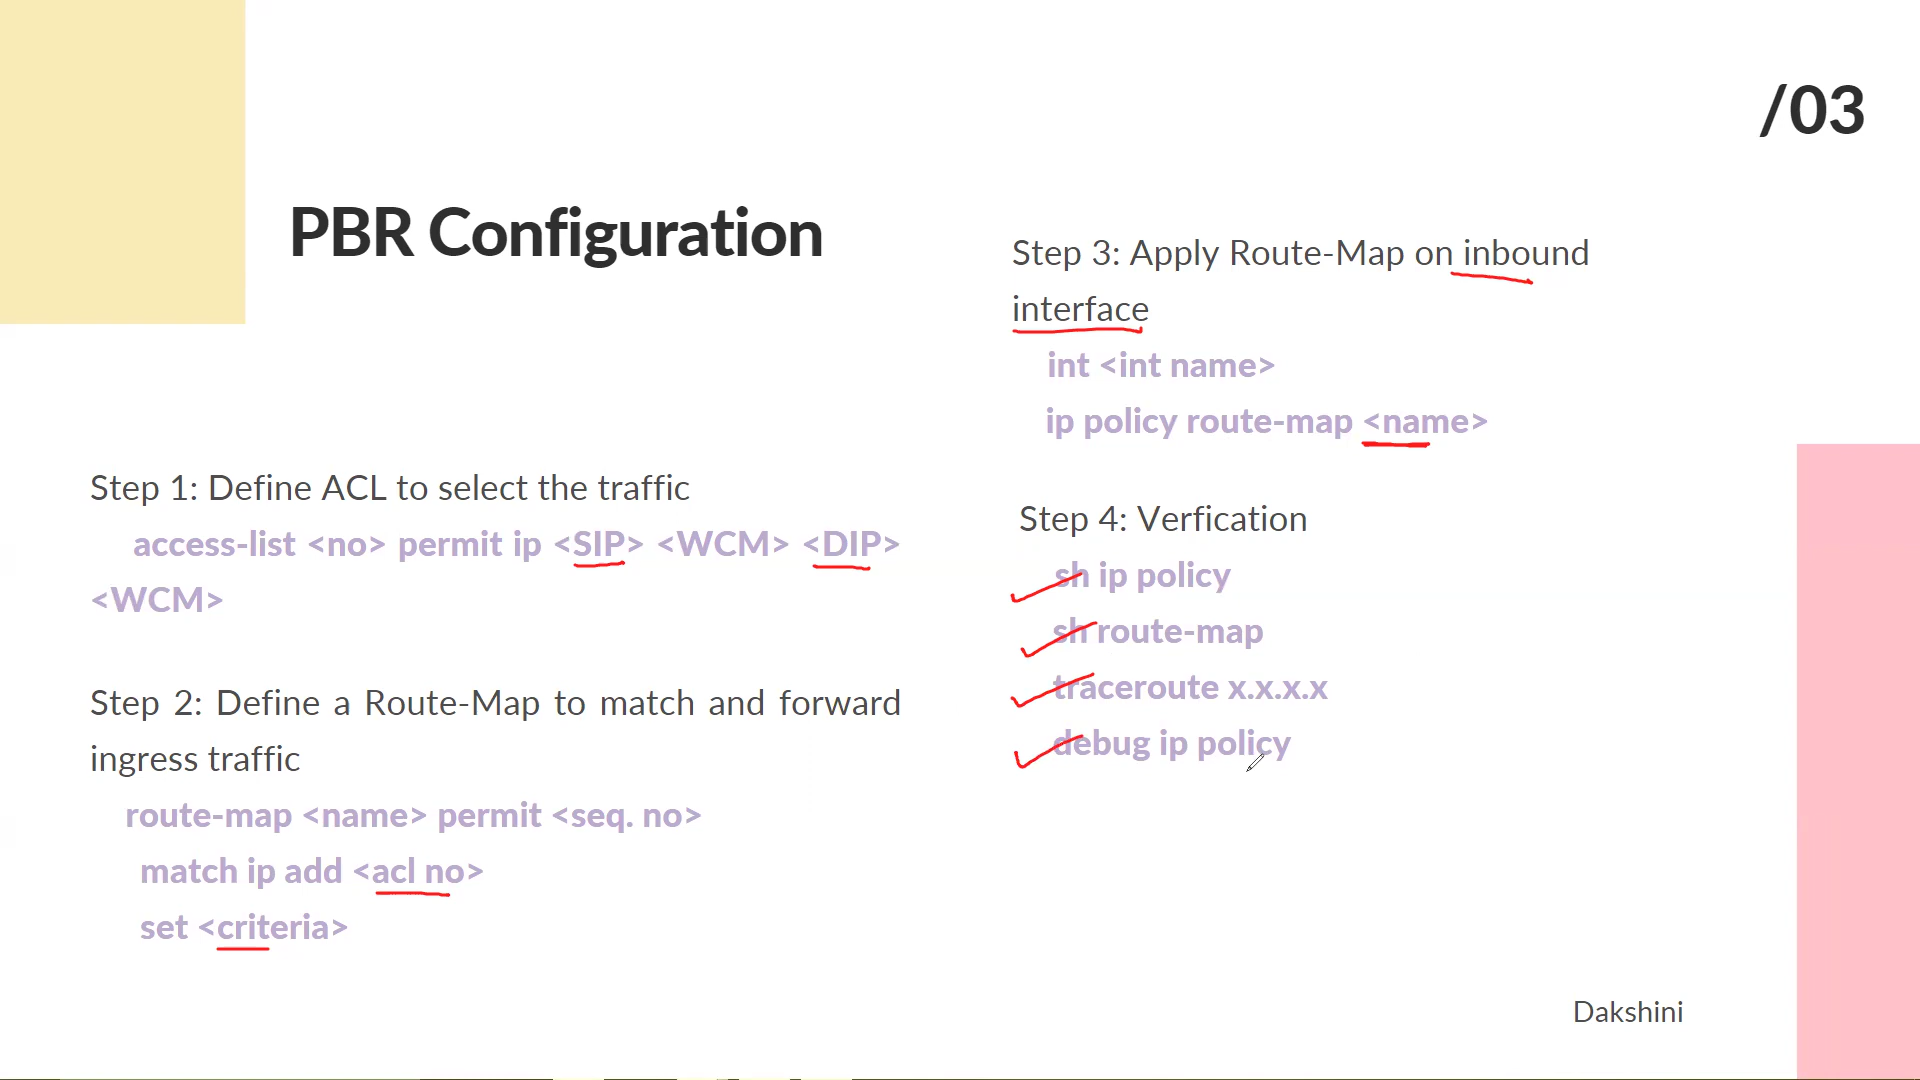 /03
PBR Configuration
Step 1: Define ACL to select the traffic
access-list <no> permit ip <SIP> <WCM> <DIP>
<WCM>
Step 2: Define a Route-Map to match and forward
ingress traffic
route-map <name> permit <seq. no>
match ip add <acl no>
set <criteria>
Step 3: Apply Route-Map on inbound
interface
int <int name>
ip policy route-map <name>
Step 4: Verfication
sh ip policy
sh route-map
traceroute x.x.x.x
debug ip policy
Dakshini